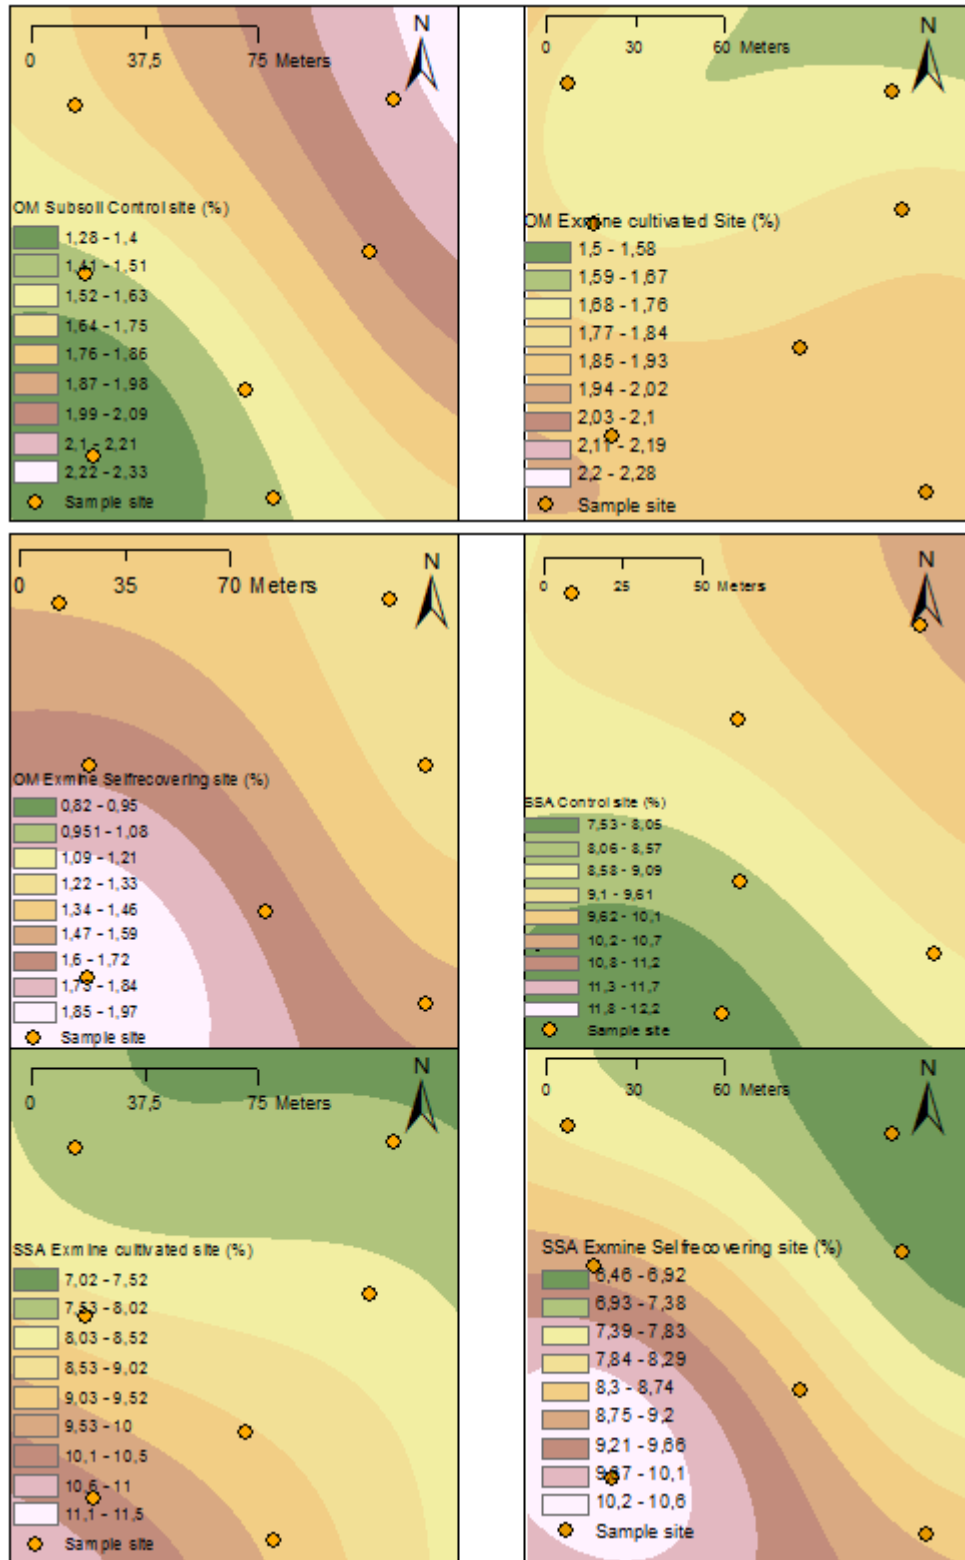 N
0 37,5 75 Meters
OM Subsoil Control site (%)
1,28 - 1,4
1,41 - 1,51
1,52 - 1,63
1,64 - 1,75
1,76 - 1,86
1,87 - 1,98
1,99 - 2,09
2,1 - 2,21
2,22 - 2,33
Sample site
0 30 60 Meters
N
OM Exmine cultivated Site (%)
1,5 - 1,58
1,59 - 1,67
1,68 - 1,76
1,77 - 1,84
1,85 - 1,93
1,94 - 2,02
2,03 - 2,1
2,11 - 2,19
2,2 - 2,28
Sample site
N
0 35 70 Meters
OM Exmine Selfrecovering site (%)
0,82 - 0,95
0,951 - 1,08
1,09 - 1,21
1,22 - 1,33
1,34 - 1,46
1,47 - 1,59
1,6 - 1,72
1,73 - 1,84
1,85 - 1,97
Sample site
N
0 25 50 Meters
SSA Control site (%)
7,53 - 8,05
8,06 - 8,57
8,58 - 9,09
9,1 - 9,61
9,62 - 10,1
10,2 - 10,7
10,8 - 11,2
11,3 - 11,7
11,8 - 12,2
Sample site
N
0 37,5 75 Meters
SSA Exmine cultivated site (%)
7,02 - 7,52
7,53 - 8,02
8,03 - 8,52
8,53 - 9,02
9,03 - 9,52
9,53 - 10
10,1 - 10,5
10,6 - 11
11,1 - 11,5
Sample site
N
0 30 60 Meters
SSA Exmine Selfrecovering site (%)
6,46 - 6,92
6,93 - 7,38
7,39 - 7,83
7,84 - 8,29
8,3 - 8,74
8,75 - 9,2
9,21 - 9,66
9,67 - 10,1
10,2 - 10,6
Sample site